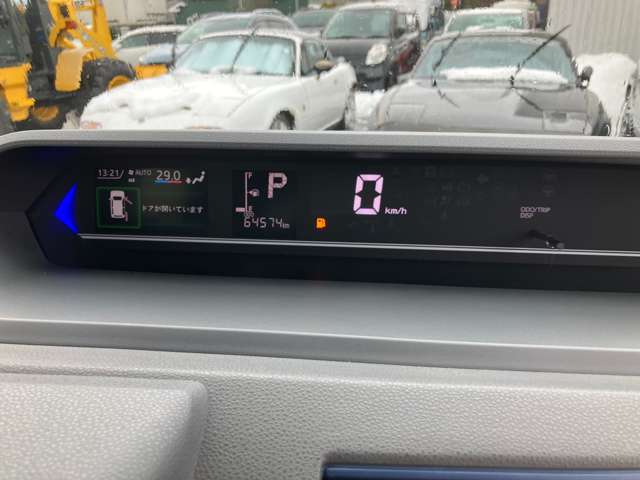 13:21 AUTO 29.0
ドアが開いています
F
P
E
ODO
64574km
0 km/h
ODO/TRIP
DISP